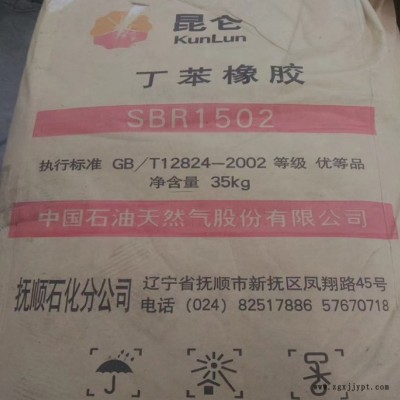 昆仑
KunLun
丁苯橡胶
SBR1502
执行标准 GB/T12824-2002 等级 优等品
净含量 35kg
中国石油天然气股份有限公司
抚顺石化分公司
辽宁省抚顺市新抚区凤翔路45号
电话 (024) 82517886 57670718
www.zgxjjypt.com